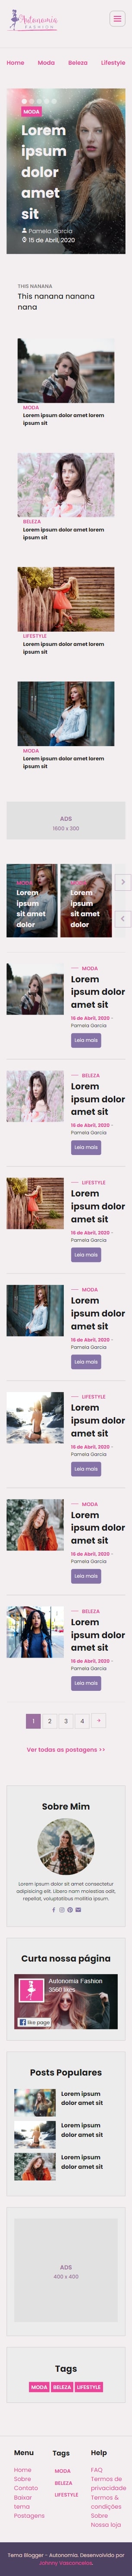 Autonomia
FASHION
Home Moda Beleza Lifestyle
MODA
Lorem
ipsum
dolor
amet
sit
Pamela Garcia
15 de Abril, 2020
THIS NANANA
This nanana nanana
nana
MODA
Lorem ipsum dolor amet lorem
ipsum sit
BELEZA
Lorem ipsum dolor amet lorem
ipsum sit
LIFESTYLE
Lorem ipsum dolor amet lorem
ipsum sit
MODA
Lorem ipsum dolor amet lorem
ipsum sit
ADS
1600 x 300
Lorem
ipsum
sit amet
dolor
Lorem
ipsum
sit amet
dolor
MODA
Lorem
ipsum dolor
amet sit
16 de Abril, 2020 -
Pamela Garcia
Leia mais
BELEZA
Lorem
ipsum dolor
amet sit
16 de Abril, 2020 -
Pamela Garcia
Leia mais
LIFESTYLE
Lorem
ipsum dolor
amet sit
16 de Abril, 2020 -
Pamela Garcia
Leia mais
MODA
Lorem
ipsum dolor
amet sit
16 de Abril, 2020 -
Pamela Garcia
Leia mais
LIFESTYLE
Lorem
ipsum dolor
amet sit
16 de Abril, 2020 -
Pamela Garcia
Leia mais
MODA
Lorem
ipsum dolor
amet sit
16 de Abril, 2020 -
Pamela Garcia
Leia mais
BELEZA
Lorem
ipsum dolor
amet sit
16 de Abril, 2020 -
Pamela Garcia
Leia mais
1 2 3 4
Ver todas as postagens >>
Sobre Mim
Lorem ipsum dolor sit amet consectetur
adipisicing elit. Libero nam molestias odit,
repellat, voluptatibus mollitia ipsum
Curta nossa página
Autonomia Fashion
3560 likes
like page
Posts Populares
Lorem ipsum
dolor amet sit
Lorem ipsum
dolor amet sit
Lorem ipsum
dolor amet sit
ADS
400 x 400
Tags
MODA BELEZA LIFESTYLE
Menu
Home
Sobre
Contato
Baixar
tema
Postagens
Tags
MODA
BELEZA
LIFESTYLE
Help
FAQ
Termos de
privacidade
Termos &
condições
Sobre
Nossa loja
Tema Blogger - Autonomia, Desenvolvido por
Johnny Vasconcelos.